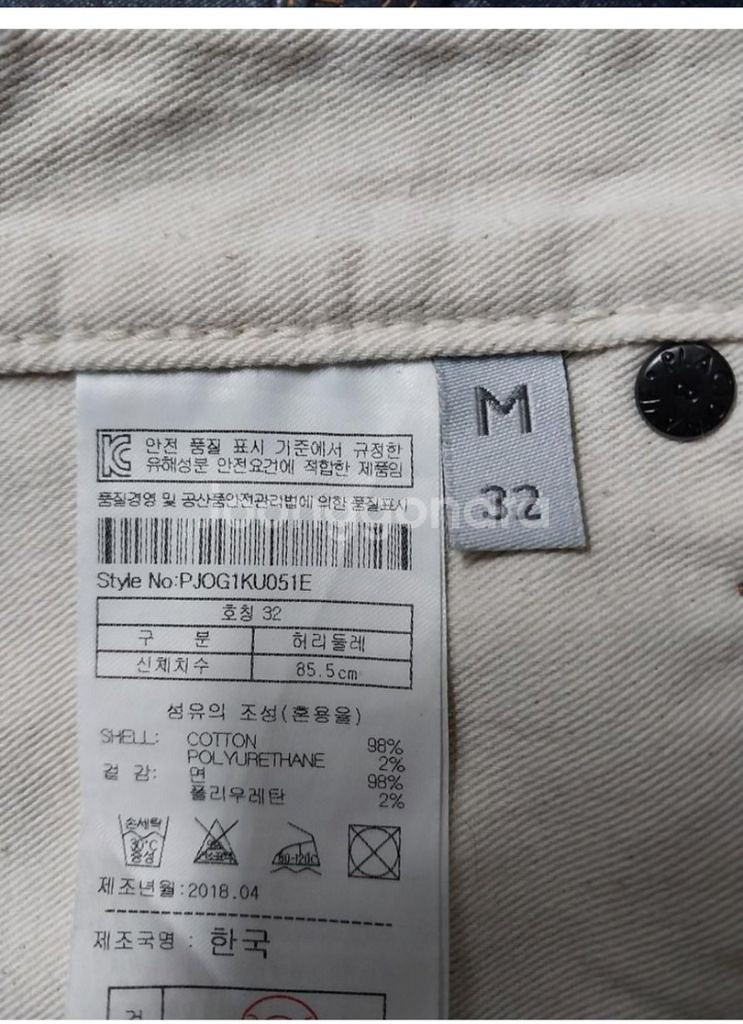 M
32
안전 품질 표시 기준에서 규정한
유해성분 안전요건에 적합한 제품임
품질경영 및 공산품안전관리법에 의한 품질표시
Style No:PJOG1KU051E
호칭 32
구 분 허리둘레
신체치수 85.5cm
섬유의 조성(혼용율)
SHELL: COTTON 98%
POLYURETHANE 2%
겉 감: 면 98%
폴리우레탄 2%
손세탁
30°C
중성
80-120C
제조년월:2018.04
제조국명 : 한국
joonggonara